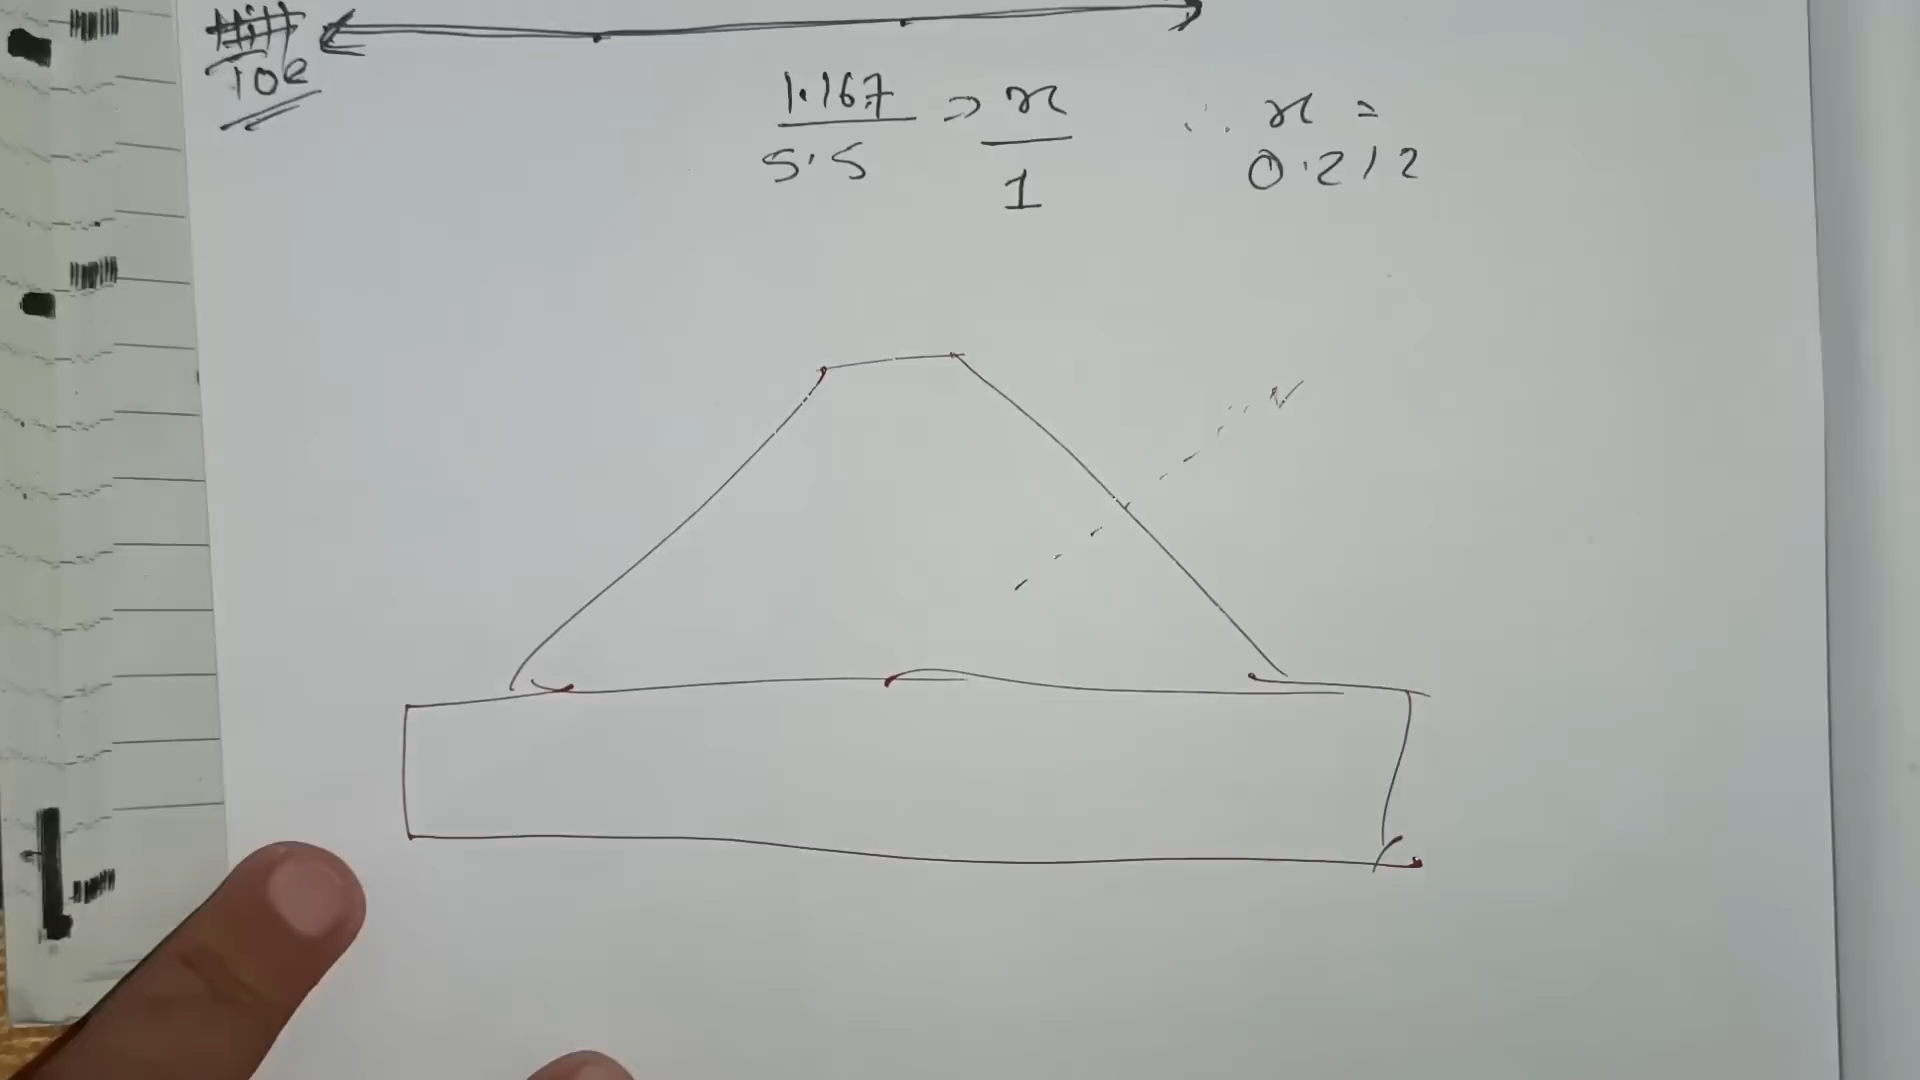 Toe
1.167 / 5.5 => x / 1 ∴ x =
0.212
N